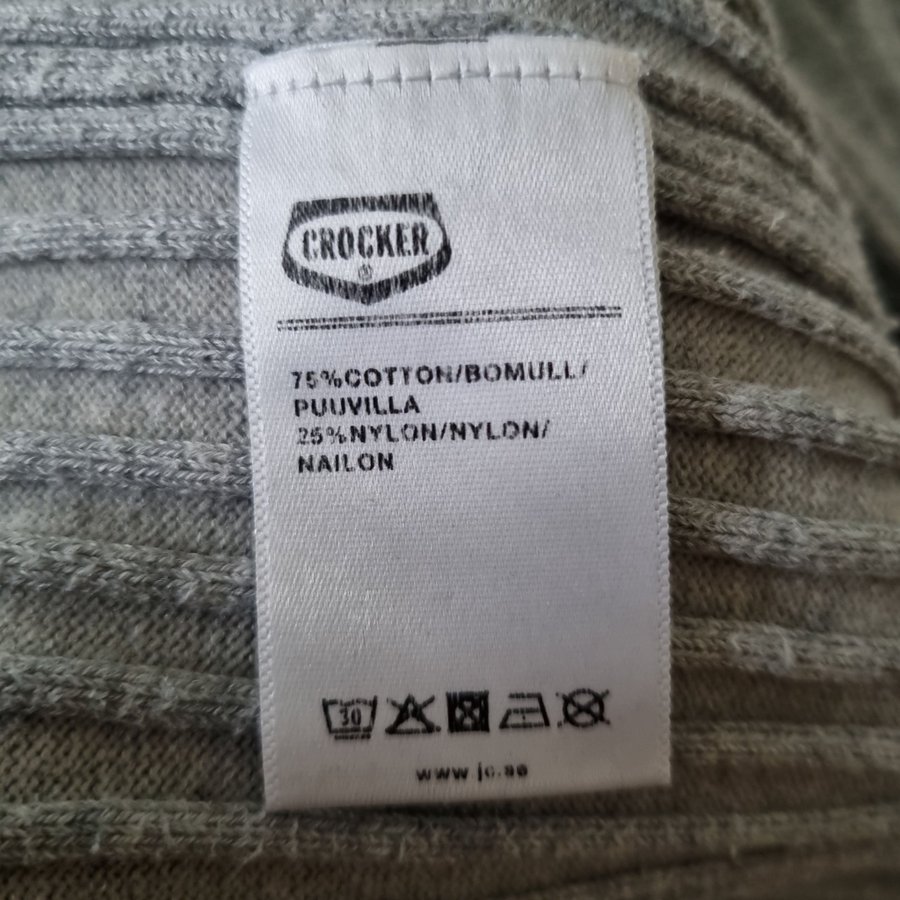 CROCKER
®
75%COTTON/BOMULL/
PUUVILLA
25%NYLON/NYLON/
NAILON
30
www.jc.se